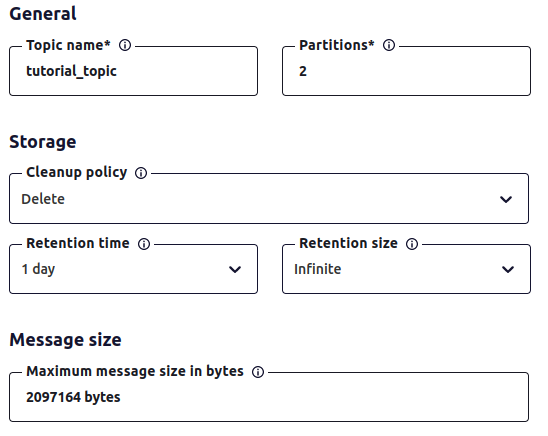 General
Topic name*
Partitions*
tutorial_topic
2
Storage
Cleanup policy
Delete
Retention time
Retention size
1 day
Infinite
Message size
Maximum message size in bytes
2097164 bytes